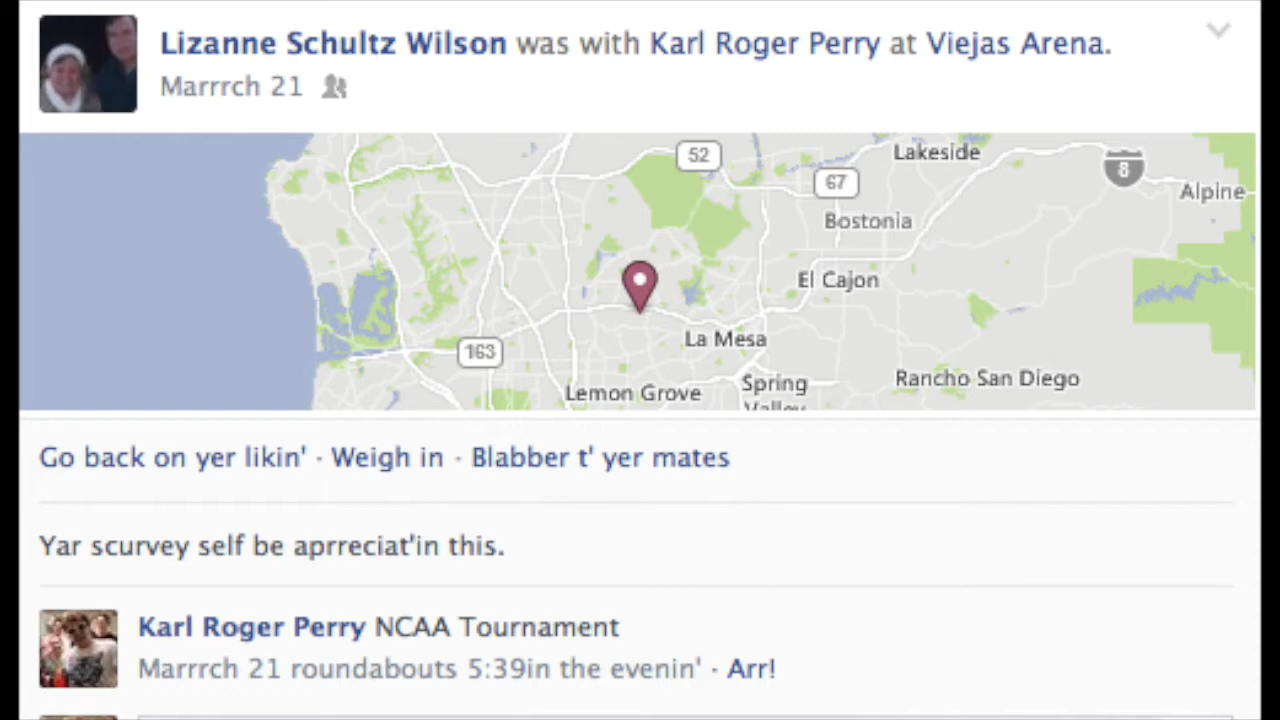 Lizanne Schultz Wilson was with Karl Roger Perry at Viejas Arena.
Marrrch 21
52
Lakeside
8
67
Alpine
Bostonia
El Cajon
La Mesa
163
Rancho San Diego
Spring
Lemon Grove
Valley
Go back on yer likin' · Weigh in · Blabber t' yer mates
Yar scurvey self be aprreciat'in this.
Karl Roger Perry NCAA Tournament
Marrrch 21 roundabouts 5:39in the evenin' · Arr!